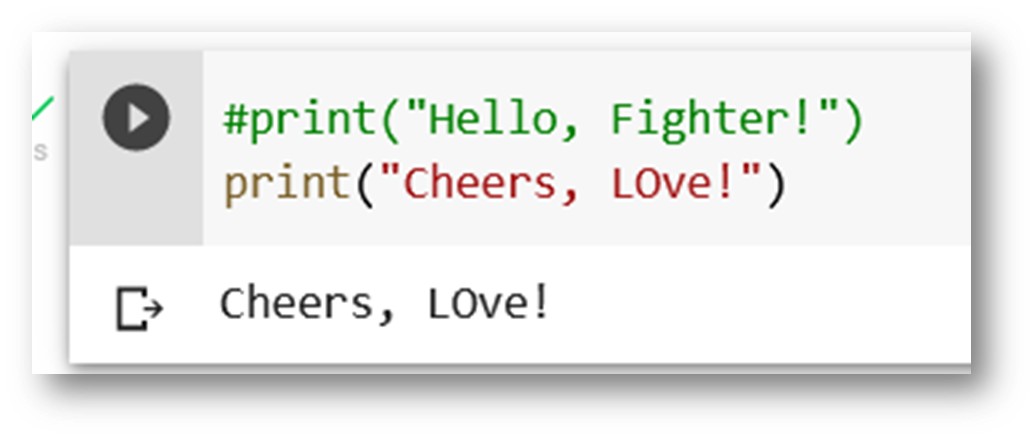 #print("Hello, Fighter!")
print("Cheers, LOve!")
s
Cheers, LOve!